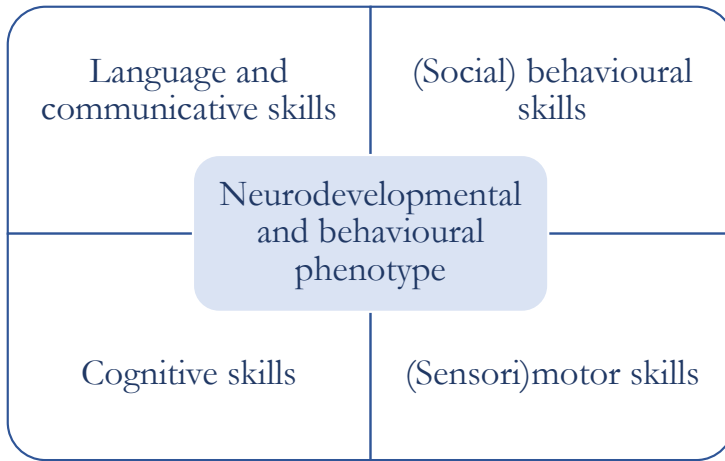 Language and
communicative skills
(Social) behavioural
skills
Neurodevelopmental
and behavioural
phenotype
Cognitive skills
(Sensori)motor skills